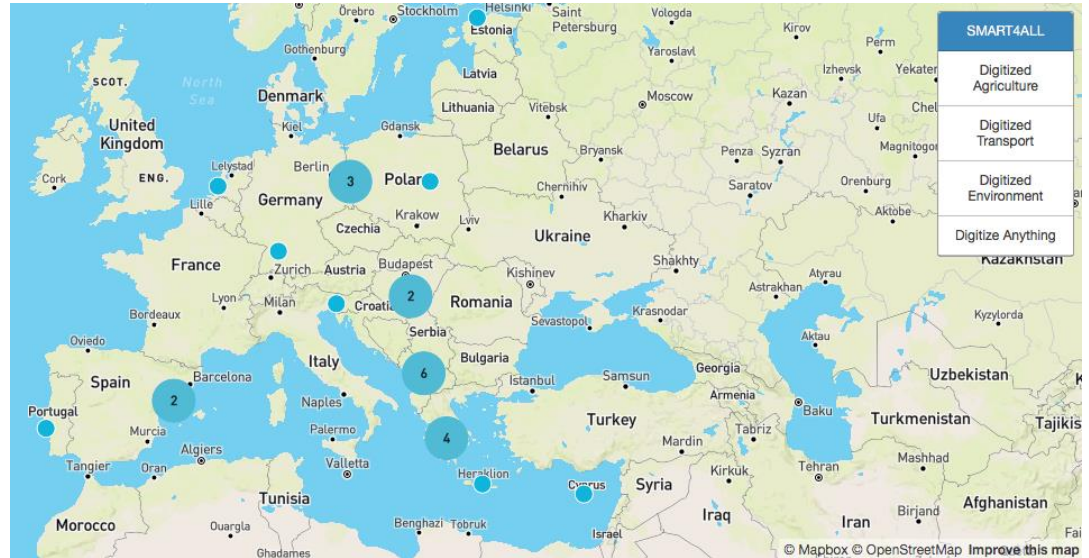 Örebro
Stockholm
Helsinki
Saint
Petersburg
Vologda
Kirov
Perm
SMART4ALL
Estonia
Gothenburg
Yaroslavl
Izhevsk
Yekater
SCOT.
North
Sea
Latvia
Kazan
Digitized
Agriculture
Denmark
Lithuania
Vitebsk
Moscow
Ufa
Chel
United
Kingdom
Kiel
Gdansk
Digitized
Transport
Belarus
Bryansk
Penza
Syzran
Magnitogor
Lelystad
Berlin
3
Polan
Cork
ENG.
Chernihiv
Saratov
Orenburg
Digitized
Environment
Lille
Germany
Krakow
Lviv
Kharkiv
Aktobe
Czechia
Ukraine
Digitize Anything
France
Zurich
Austria
Budapest
Kishinev
Shakhty
Atyrau
Kazakhstan
Lyon
Milan
Croatia
2
Romania
Astrakhan
Bordeaux
Sevastopol
Krasnodar
Kyzylorda
Oviedo
Serbia
Aktau
Italy
Bulgaria
Georgia
Spain
Barcelona
6
Istanbul
Samsun
Uzbekistan
2
Naples
Armenia
Baku
Portugal
Turkey
Turkmenistan
Tajikis
Murcia
Palermo
4
Mardin
Tabriz
Algiers
Tangier
Oran
Valletta
Heraklion
Cyprus
Kirkuk
Tehran
Mashhad
Tunisia
Syria
Afghanistan
Morocco
Ouargla
Benghazi
Tobruk
Iraq
Iran
Birjand
Israel
Ghadames
© Mapbox © OpenStreetMap Improve this map